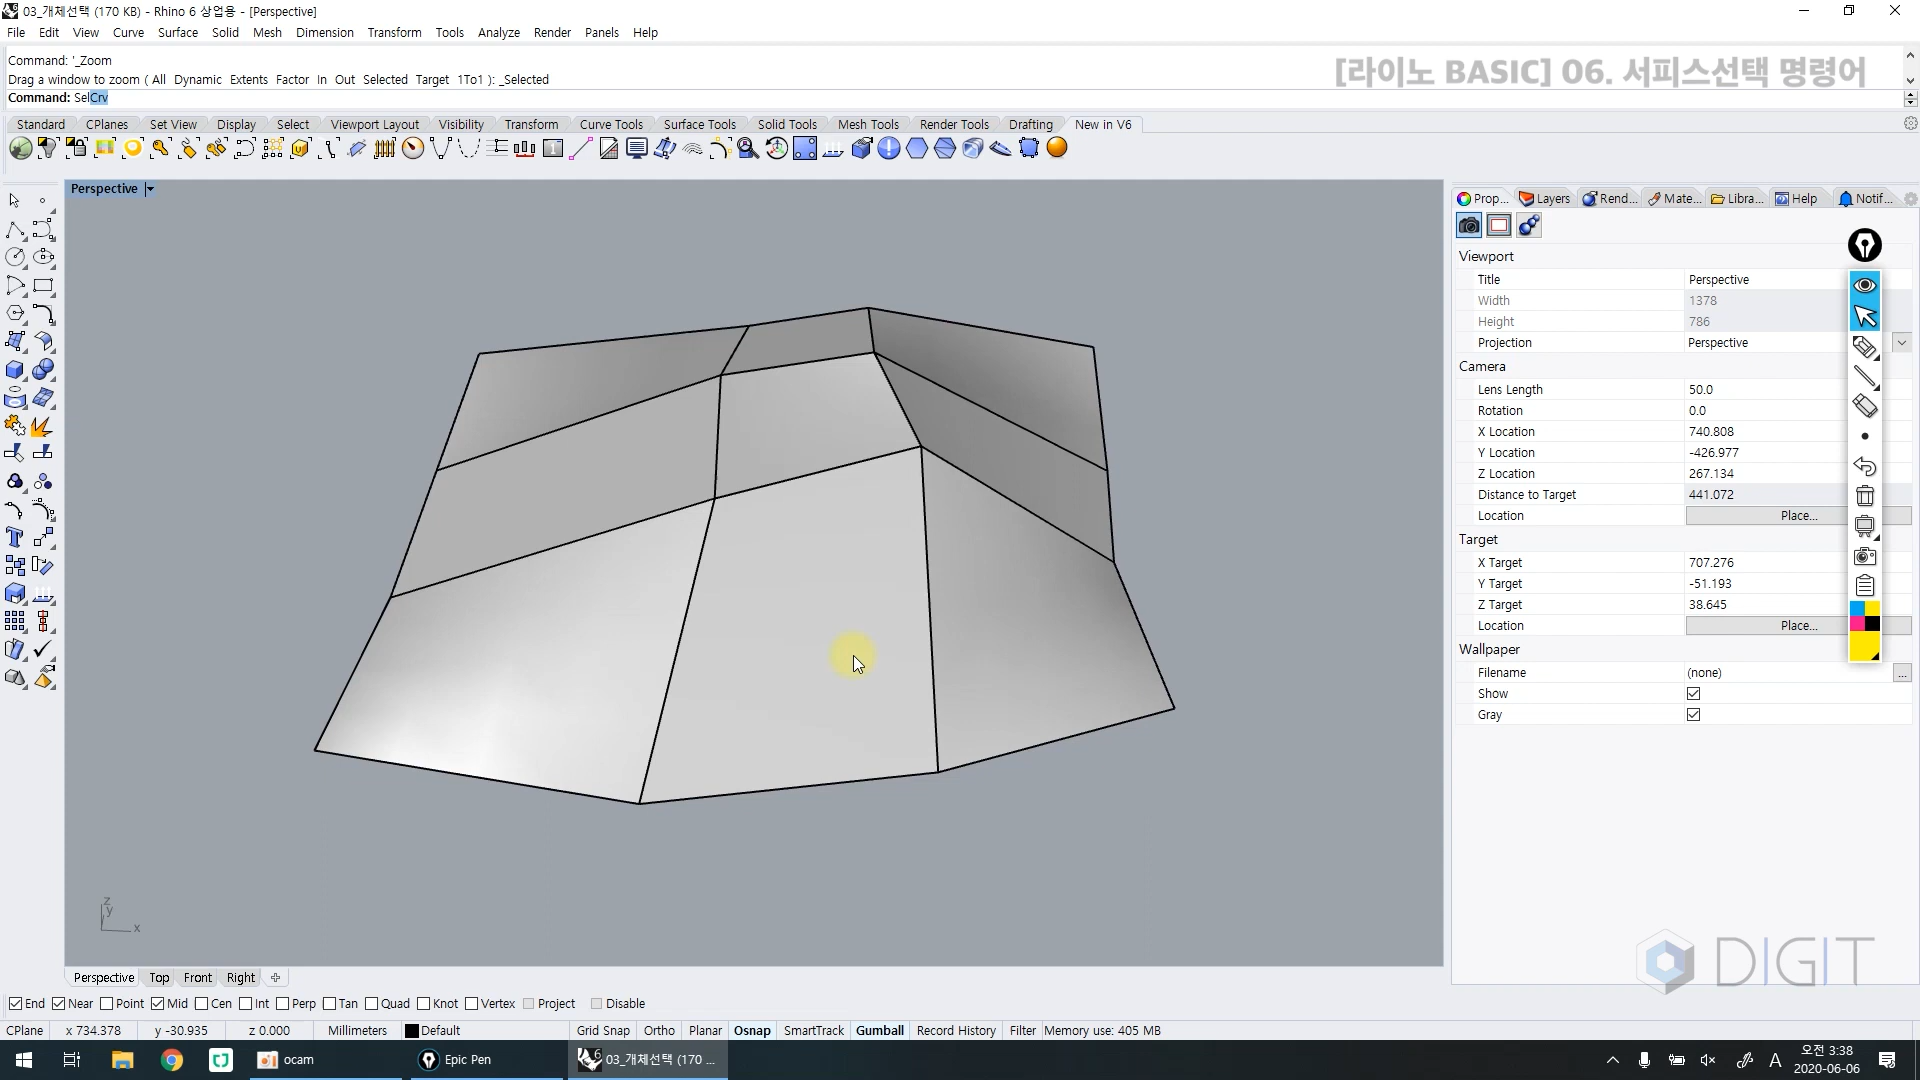 03_개체선택 (170 KB) - Rhino 6 상업용 - [Perspective]
File Edit View Curve Surface Solid Mesh Dimension Transform Tools Analyze Render Panels Help
Command: '_Zoom
Drag a window to zoom ( All Dynamic Extents Factor In Out Selected Target 1To1 ): _Selected
Command: SelCrv
[라이노 BASIC] 06. 서피스선택 명령어
Standard CPlanes Set View Display Select Viewport Layout Visibility Transform Curve Tools Surface Tools Solid Tools Mesh Tools Render Tools Drafting New in V6
Perspective
Prop... Layers Rend... Mate... Libra... Help Notif...
Viewport
Title Perspective
Width 1378
Height 786
Projection Perspective
Camera
Lens Length 50.0
Rotation 0.0
X Location 740.808
Y Location -426.977
Z Location 267.134
Distance to Target 441.072
Location Place...
Target
X Target 707.276
Y Target -51.193
Z Target 38.645
Location Place...
Wallpaper
Filename (none) ...
Show
Gray
z
y
x
DIGIT
Perspective Top Front Right
End Near Point Mid Cen Int Perp Tan Quad Knot Vertex Project Disable
CPlane x 734.378 y -30.935 z 0.000 Millimeters Default Grid Snap Ortho Planar Osnap SmartTrack Gumball Record History Filter Memory use: 405 MB
ocam Epic Pen 03_개체선택 (170 ... A 오전 3:38
2020-06-06